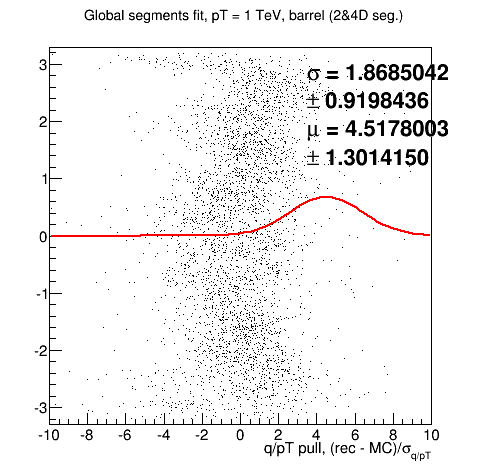 Global segments fit, pT = 1 TeV, barrel (2&4D seg.)
σ = 1.8685042
± 0.9198436
μ = 4.5178003
± 1.3014150
3
2
1
0
-1
-2
-3
-10 -8 -6 -4 -2 0 2 4 6 8 10
q/pT pull, (rec - MC)/σ_q/pT